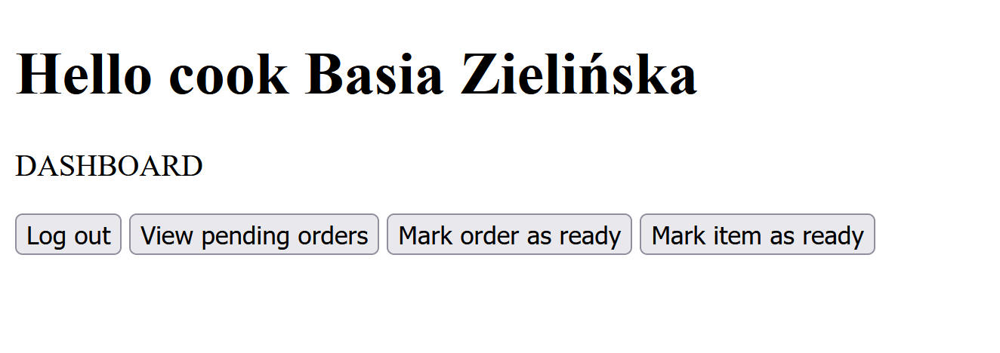 Hello cook Basia Zielińska
DASHBOARD
Log out View pending orders Mark order as ready Mark item as ready